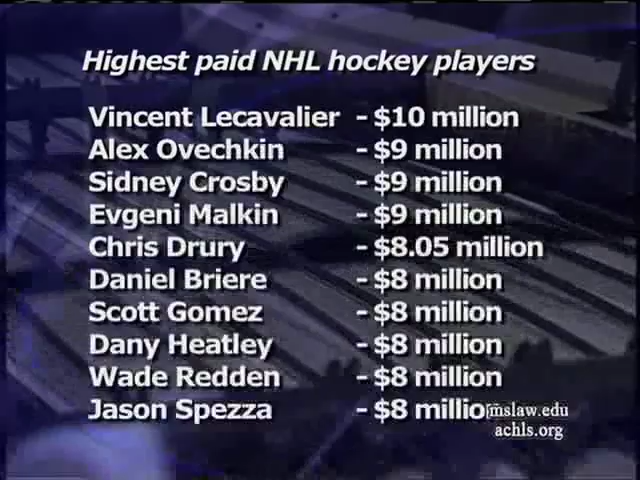 Highest paid NHL hockey players
Vincent Lecavalier - $10 million
Alex Ovechkin - $9 million
Sidney Crosby - $9 million
Evgeni Malkin - $9 million
Chris Drury - $8.05 million
Daniel Briere - $8 million
Scott Gomez - $8 million
Dany Heatley - $8 million
Wade Redden - $8 million
Jason Spezza - $8 million
mslaw.edu
achls.org